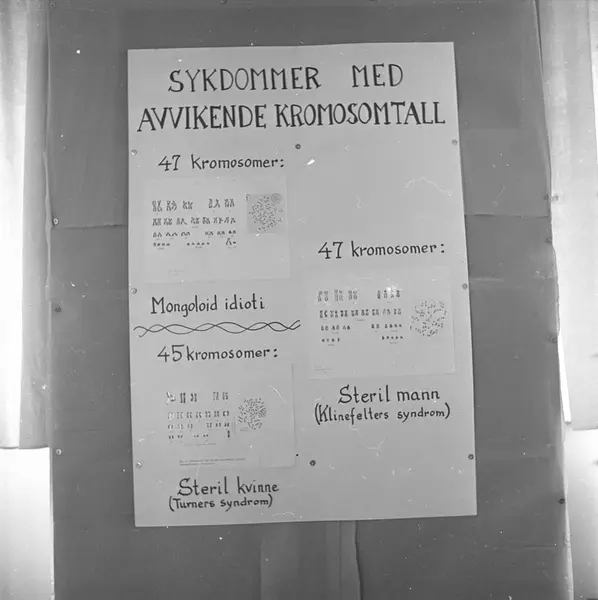 SYKDOMMER MED
AVVIKENDE KROMOSOMTALL
47 kromosomer:
Mongoloid idioti
45 kromosomer:
Steril kvinne
(Turners syndrom)
47 kromosomer:
Steril mann
(Klinefelters syndrom)